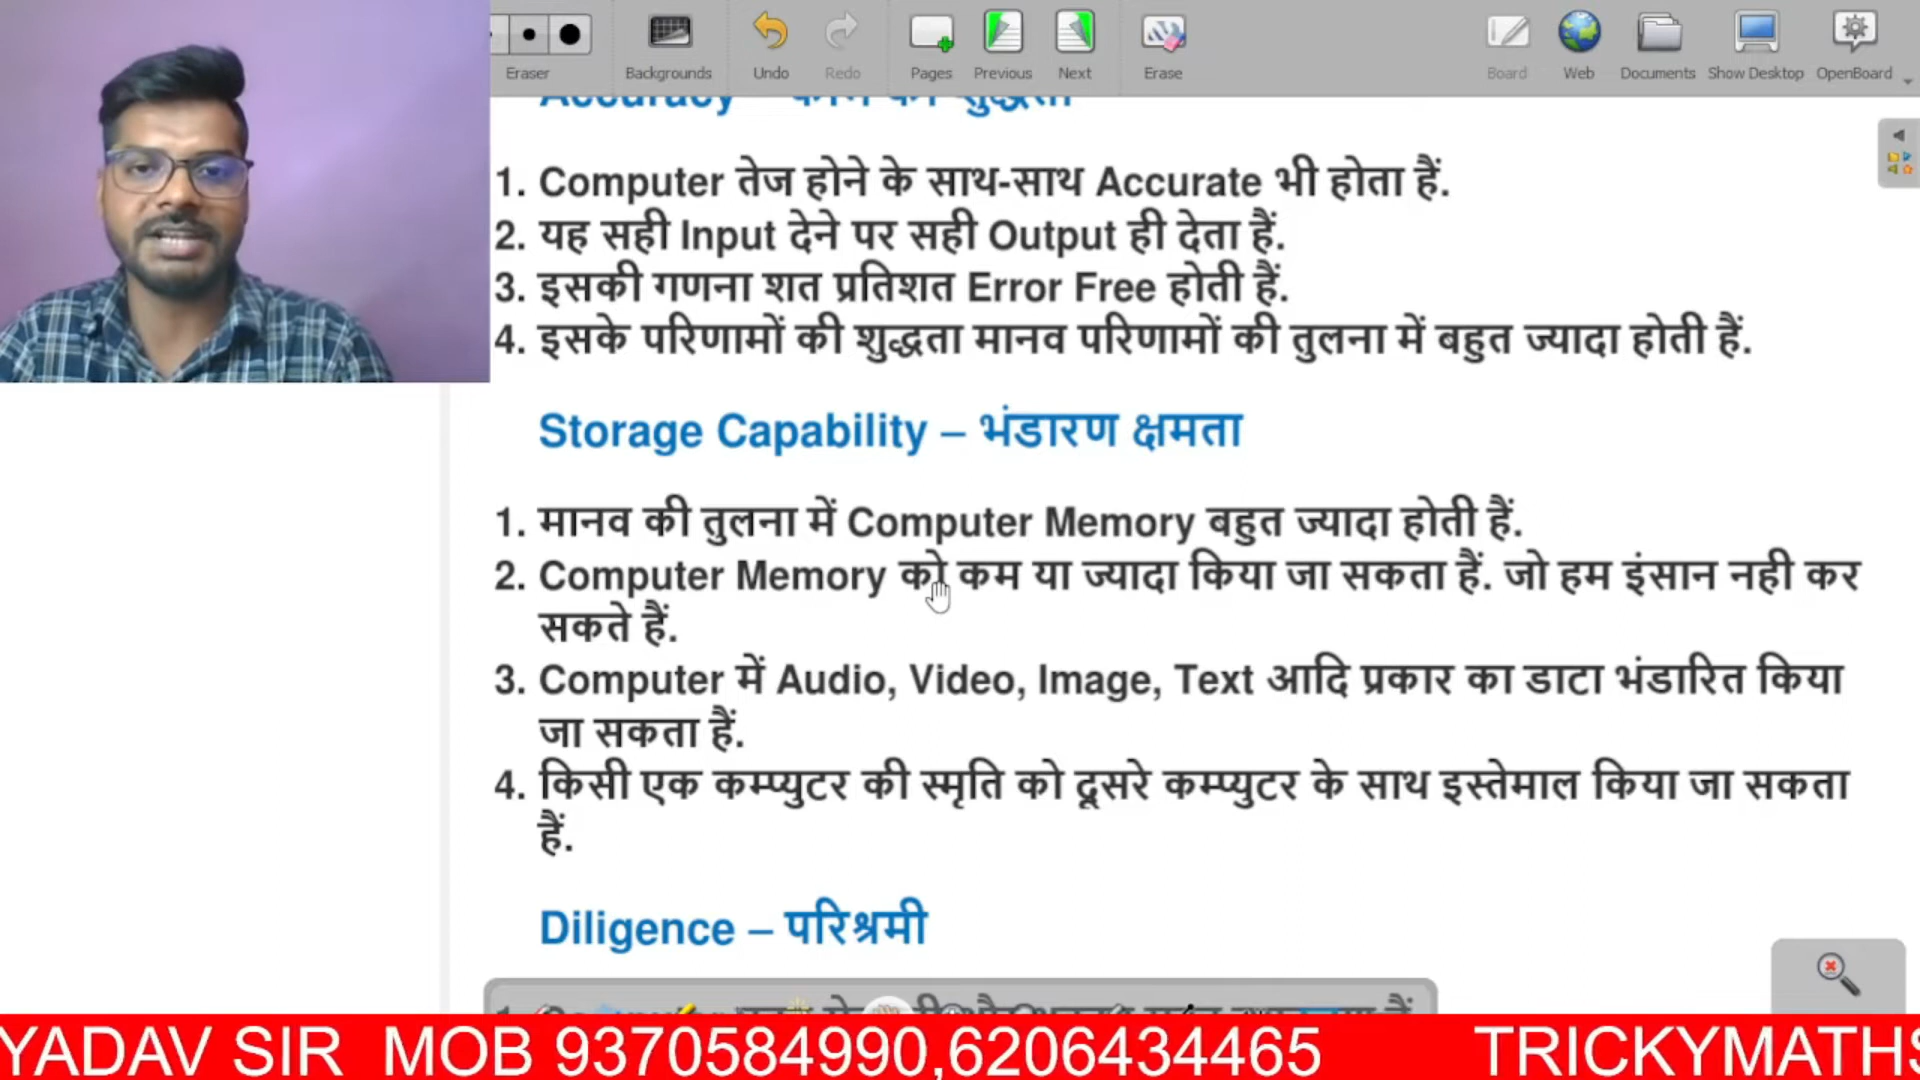 Eraser
Backgrounds
Undo
Redo
Pages
Previous
Next
Erase
Board
Web
Documents
Show Desktop
OpenBoard
Accuracy –
1. Computer तेज होने के साथ-साथ Accurate भी होता हैं.
2. यह सही Input देने पर सही Output ही देता हैं.
3. इसकी गणना शत प्रतिशत Error Free होती हैं.
4. इसके परिणामों की शुद्धता मानव परिणामों की तुलना में बहुत ज्यादा होती हैं.
Storage Capability – भंडारण क्षमता
1. मानव की तुलना में Computer Memory बहुत ज्यादा होती हैं.
2. Computer Memory को कम या ज्यादा किया जा सकता हैं. जो हम इंसान नही कर
सकते हैं.
3. Computer में Audio, Video, Image, Text आदि प्रकार का डाटा भंडारित किया
जा सकता हैं.
4. किसी एक कम्प्युटर की स्मृति को दूसरे कम्प्युटर के साथ इस्तेमाल किया जा सकता
हैं.
Diligence – परिश्रमी
YADAV SIR MOB 9370584990,6206434465 TRICKYMATHS